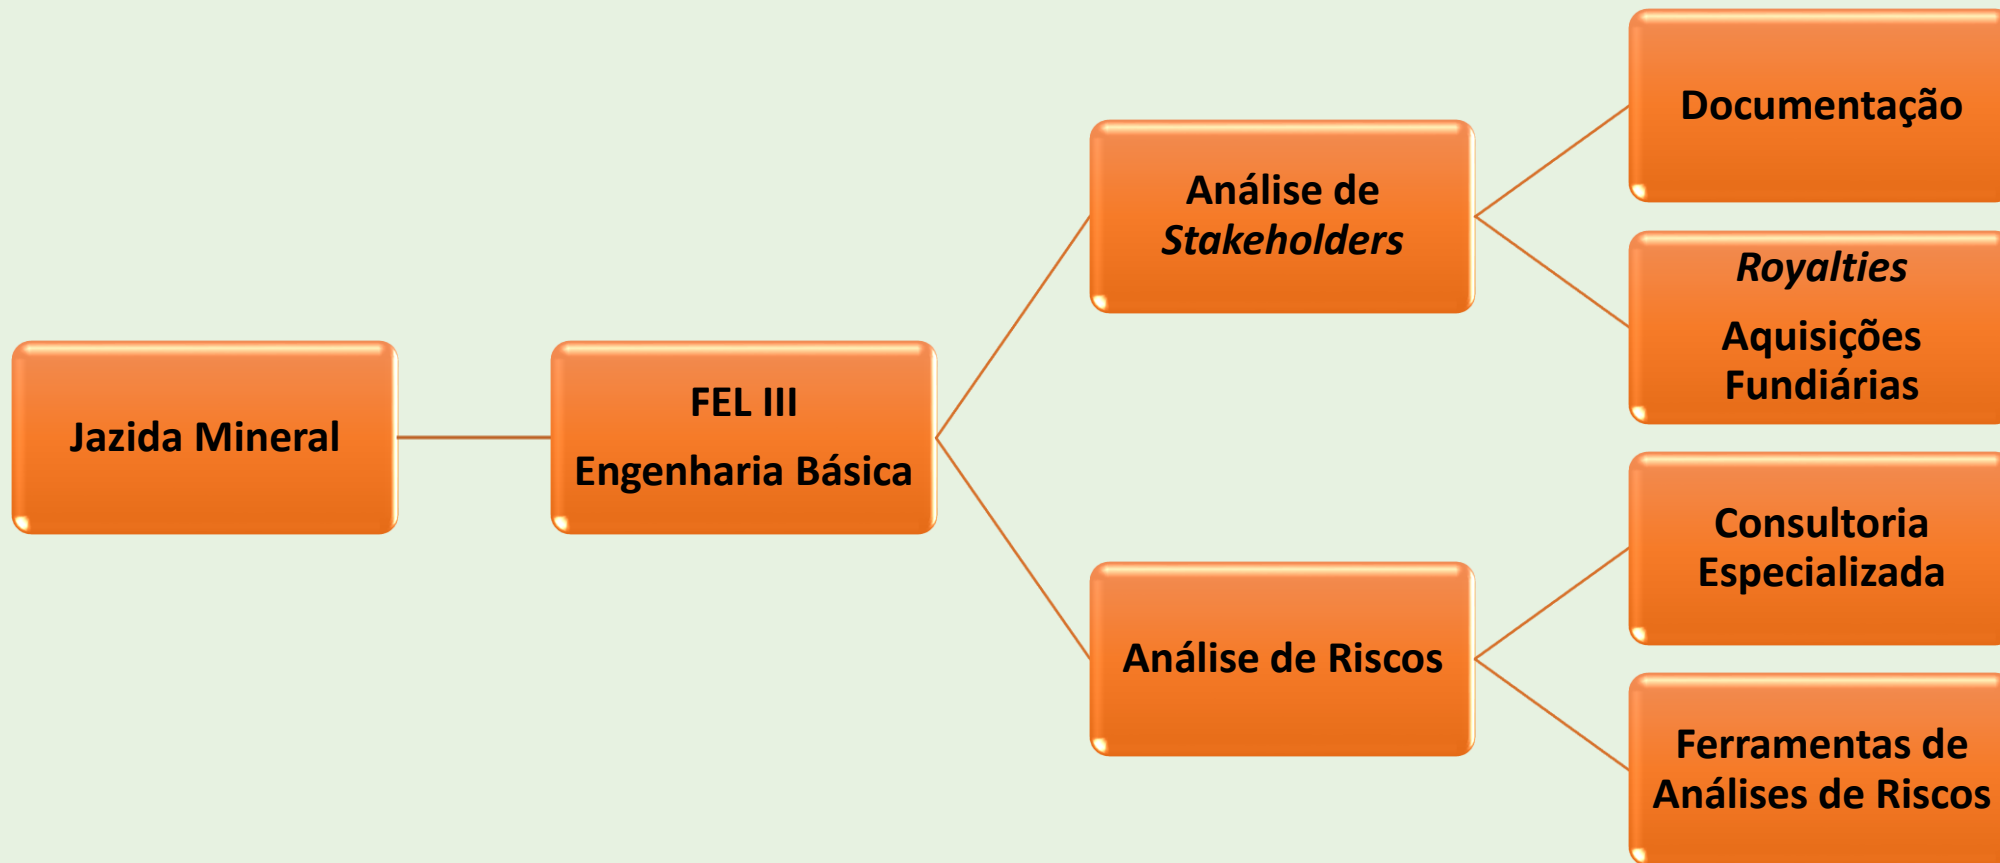 Jazida Mineral
FEL III
Engenharia Básica
Análise de
Stakeholders
Análise de Riscos
Documentação
Royalties
Aquisições
Fundiárias
Consultoria
Especializada
Ferramentas de
Análises de Riscos